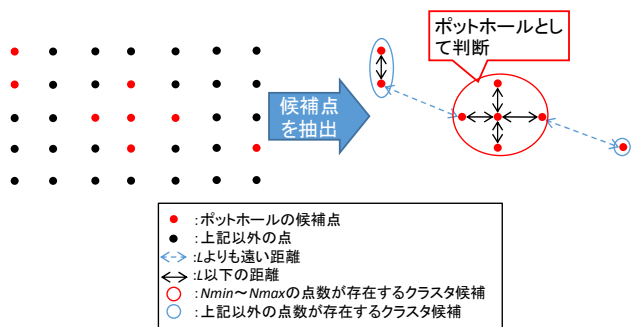 ポットホールとし
て判断
候補点
を抽出
:ポットホールの候補点
:上記以外の点
:Lよりも遠い距離
:L以下の距離
:Nmin～Nmaxの点数が存在するクラスタ候補
:上記以外の点数が存在するクラスタ候補